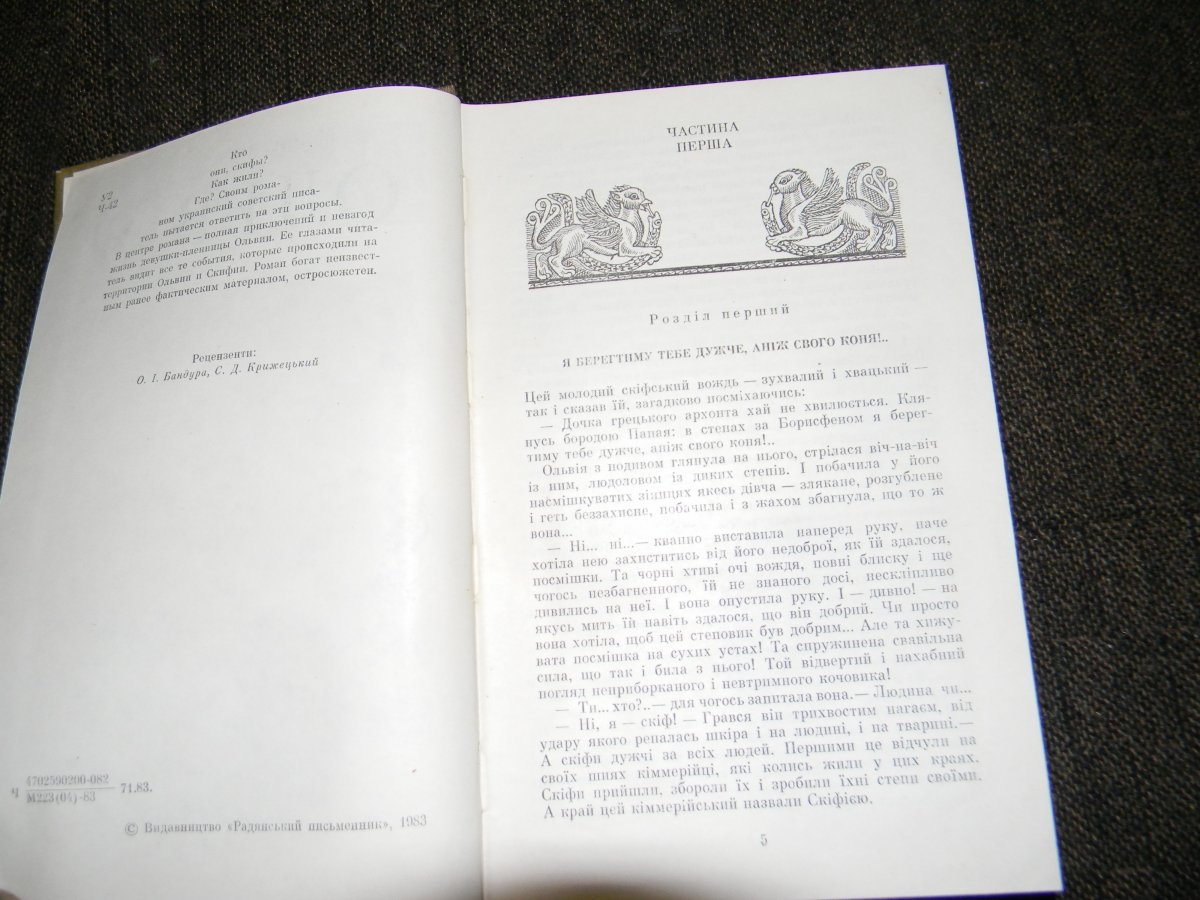 У2
Ч-42
Кто
они, скифы?
Как жили?
Где? Своим рома-
ном украинский советский писа-
тель пытается ответить на эти вопросы.
В центре романа — полная приключений и невзгод
жизнь девушки-пленницы Ольвии. Ее глазами чита-
тель видит все те события, которые происходили на
территории Ольвии и Скифии. Роман богат неизвест-
ным ранее фактическим материалом, остросюжетен.
Рецензенти:
О. І. Бандура, С. Д. Крижецький
Ч 4702590200-082
М223(04)-83 71.83.
© Видавництво «Радянський письменник», 1983
ЧАСТИНА
ПЕРША
Розділ перший
Я БЕРЕГТИМУ ТЕБЕ ДУЖЧЕ, АНІЖ СВОГО КОНЯ!..
Цей молодий скіфський вождь — зухвалий і хвацький —
так і сказав їй, загадково посміхаючись:
— Дочка грецького архонта хай не хвилюється. Кля-
нусь бородою Папая: в степах за Борисфеном я берег-
тиму тебе дужче, аніж свого коня!..
Ольвія з подивом глянула на нього, стрілася віч-на-віч
із ним, людоловом із диких степів. І побачила у його
насмішкуватих зіницях якесь дівча — злякане, розгублене
і геть беззахисне, побачила і з жахом збагнула, що то ж
вона...
— Ні... ні...— квапно виставила наперед руку, наче
хотіла нею захиститись від його недоброї, як їй здалося,
посмішки. Та чорні хтиві очі вождя, повні блиску і ще
чогось незбагненного, їй не знаного досі, нескліпливо
дивились на неї. І вона опустила руку. І — дивно! — на
якусь мить їй навіть здалося, що він добрий. Чи просто
вона хотіла, щоб цей степовик був добрим... Але та хижу-
вата посмішка на сухих устах! Та спружинена свавільна
сила, що так і била з нього! Той відвертий і нахабний
погляд неприборканого і невтримного кочовика!
— Ти... хто?..— для чогось запитала вона.— Людина чи...
— Ні, я — скіф! — Грався він трихвостим нагаєм, від
удару якого репалась шкіра і на людині, і на тварині.—
А скіфи дужчі за всіх людей. Першими це відчули на
своїх шиях кіммерійці, які колись жили у цих краях.
Скіфи прийшли, збороли їх і зробили їхні степи своїми.
А край цей кіммерійський назвали Скіфією.
5